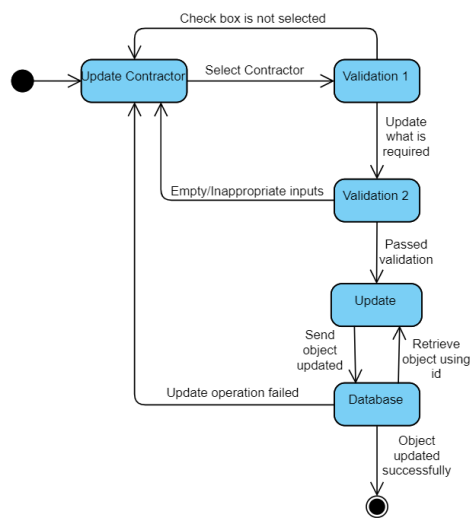 Check box is not selected
Update Contractor
Select Contractor
Validation 1
Update
what is
required
Empty/Inappropriate inputs
Validation 2
Passed
validation
Update
Send
object
updated
Retrieve
object using
id
Update operation failed
Database
Object
updated
successfully